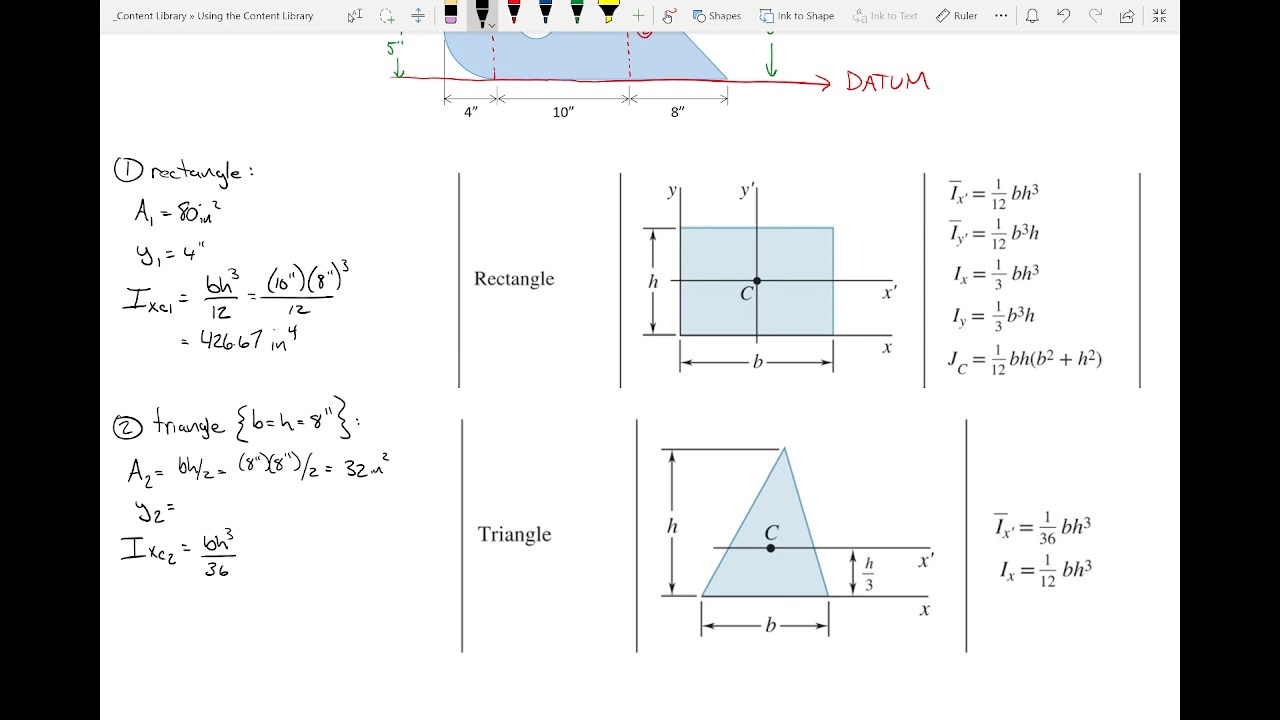 _Content Library » Using the Content Library
Shapes
Ink to Shape
Ink to Text
Ruler
5"
DATUM
4”
10”
8”
① rectangle:
A₁ = 80 in²
y₁ = 4"
Ixc₁ = bh³/12 = (10")(8")³/12
= 426.67 in⁴
Rectangle
y
y'
h
C
x'
x
b
I̅x' = 1/12 bh³
I̅y' = 1/12 b³h
Ix = 1/3 bh³
Iy = 1/3 b³h
JC = 1/12 bh(b² + h²)
② triangle {b=h=8"}:
A₂ = bh/2 = (8")(8")/2 = 32 in²
y₂ =
Ixc₂ = bh³/36
Triangle
h
C
x'
h/3
x
b
I̅x' = 1/36 bh³
Ix = 1/12 bh³